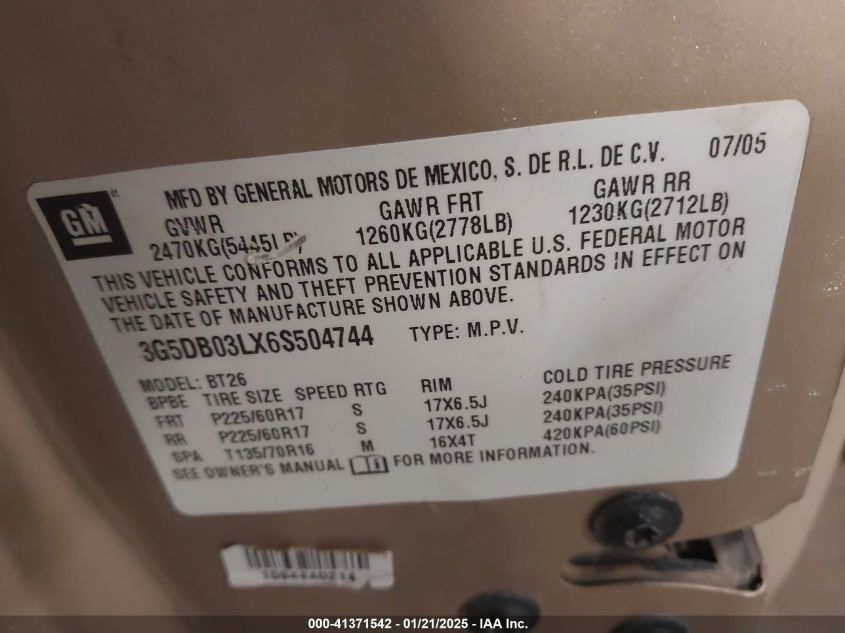 GM
MFD BY GENERAL MOTORS DE MEXICO, S. DE R.L. DE C.V. 07/05
GVWR GAWR FRT GAWR RR
2470KG(5445LB) 1260KG(2778LB) 1230KG(2712LB)
THIS VEHICLE CONFORMS TO ALL APPLICABLE U.S. FEDERAL MOTOR
VEHICLE SAFETY AND THEFT PREVENTION STANDARDS IN EFFECT ON
THE DATE OF MANUFACTURE SHOWN ABOVE.
3G5DB03LX6S504744 TYPE: M.P.V.
MODEL: BT26
BPBE TIRE SIZE SPEED RTG RIM COLD TIRE PRESSURE
FRT P225/60R17 S 17X6.5J 240KPA(35PSI)
RR P225/60R17 S 17X6.5J 240KPA(35PSI)
SPA T135/70R16 M 16X4T 420KPA(60PSI)
SEE OWNER'S MANUAL FOR MORE INFORMATION.
000-41371542 - 01/21/2025 - IAA Inc.